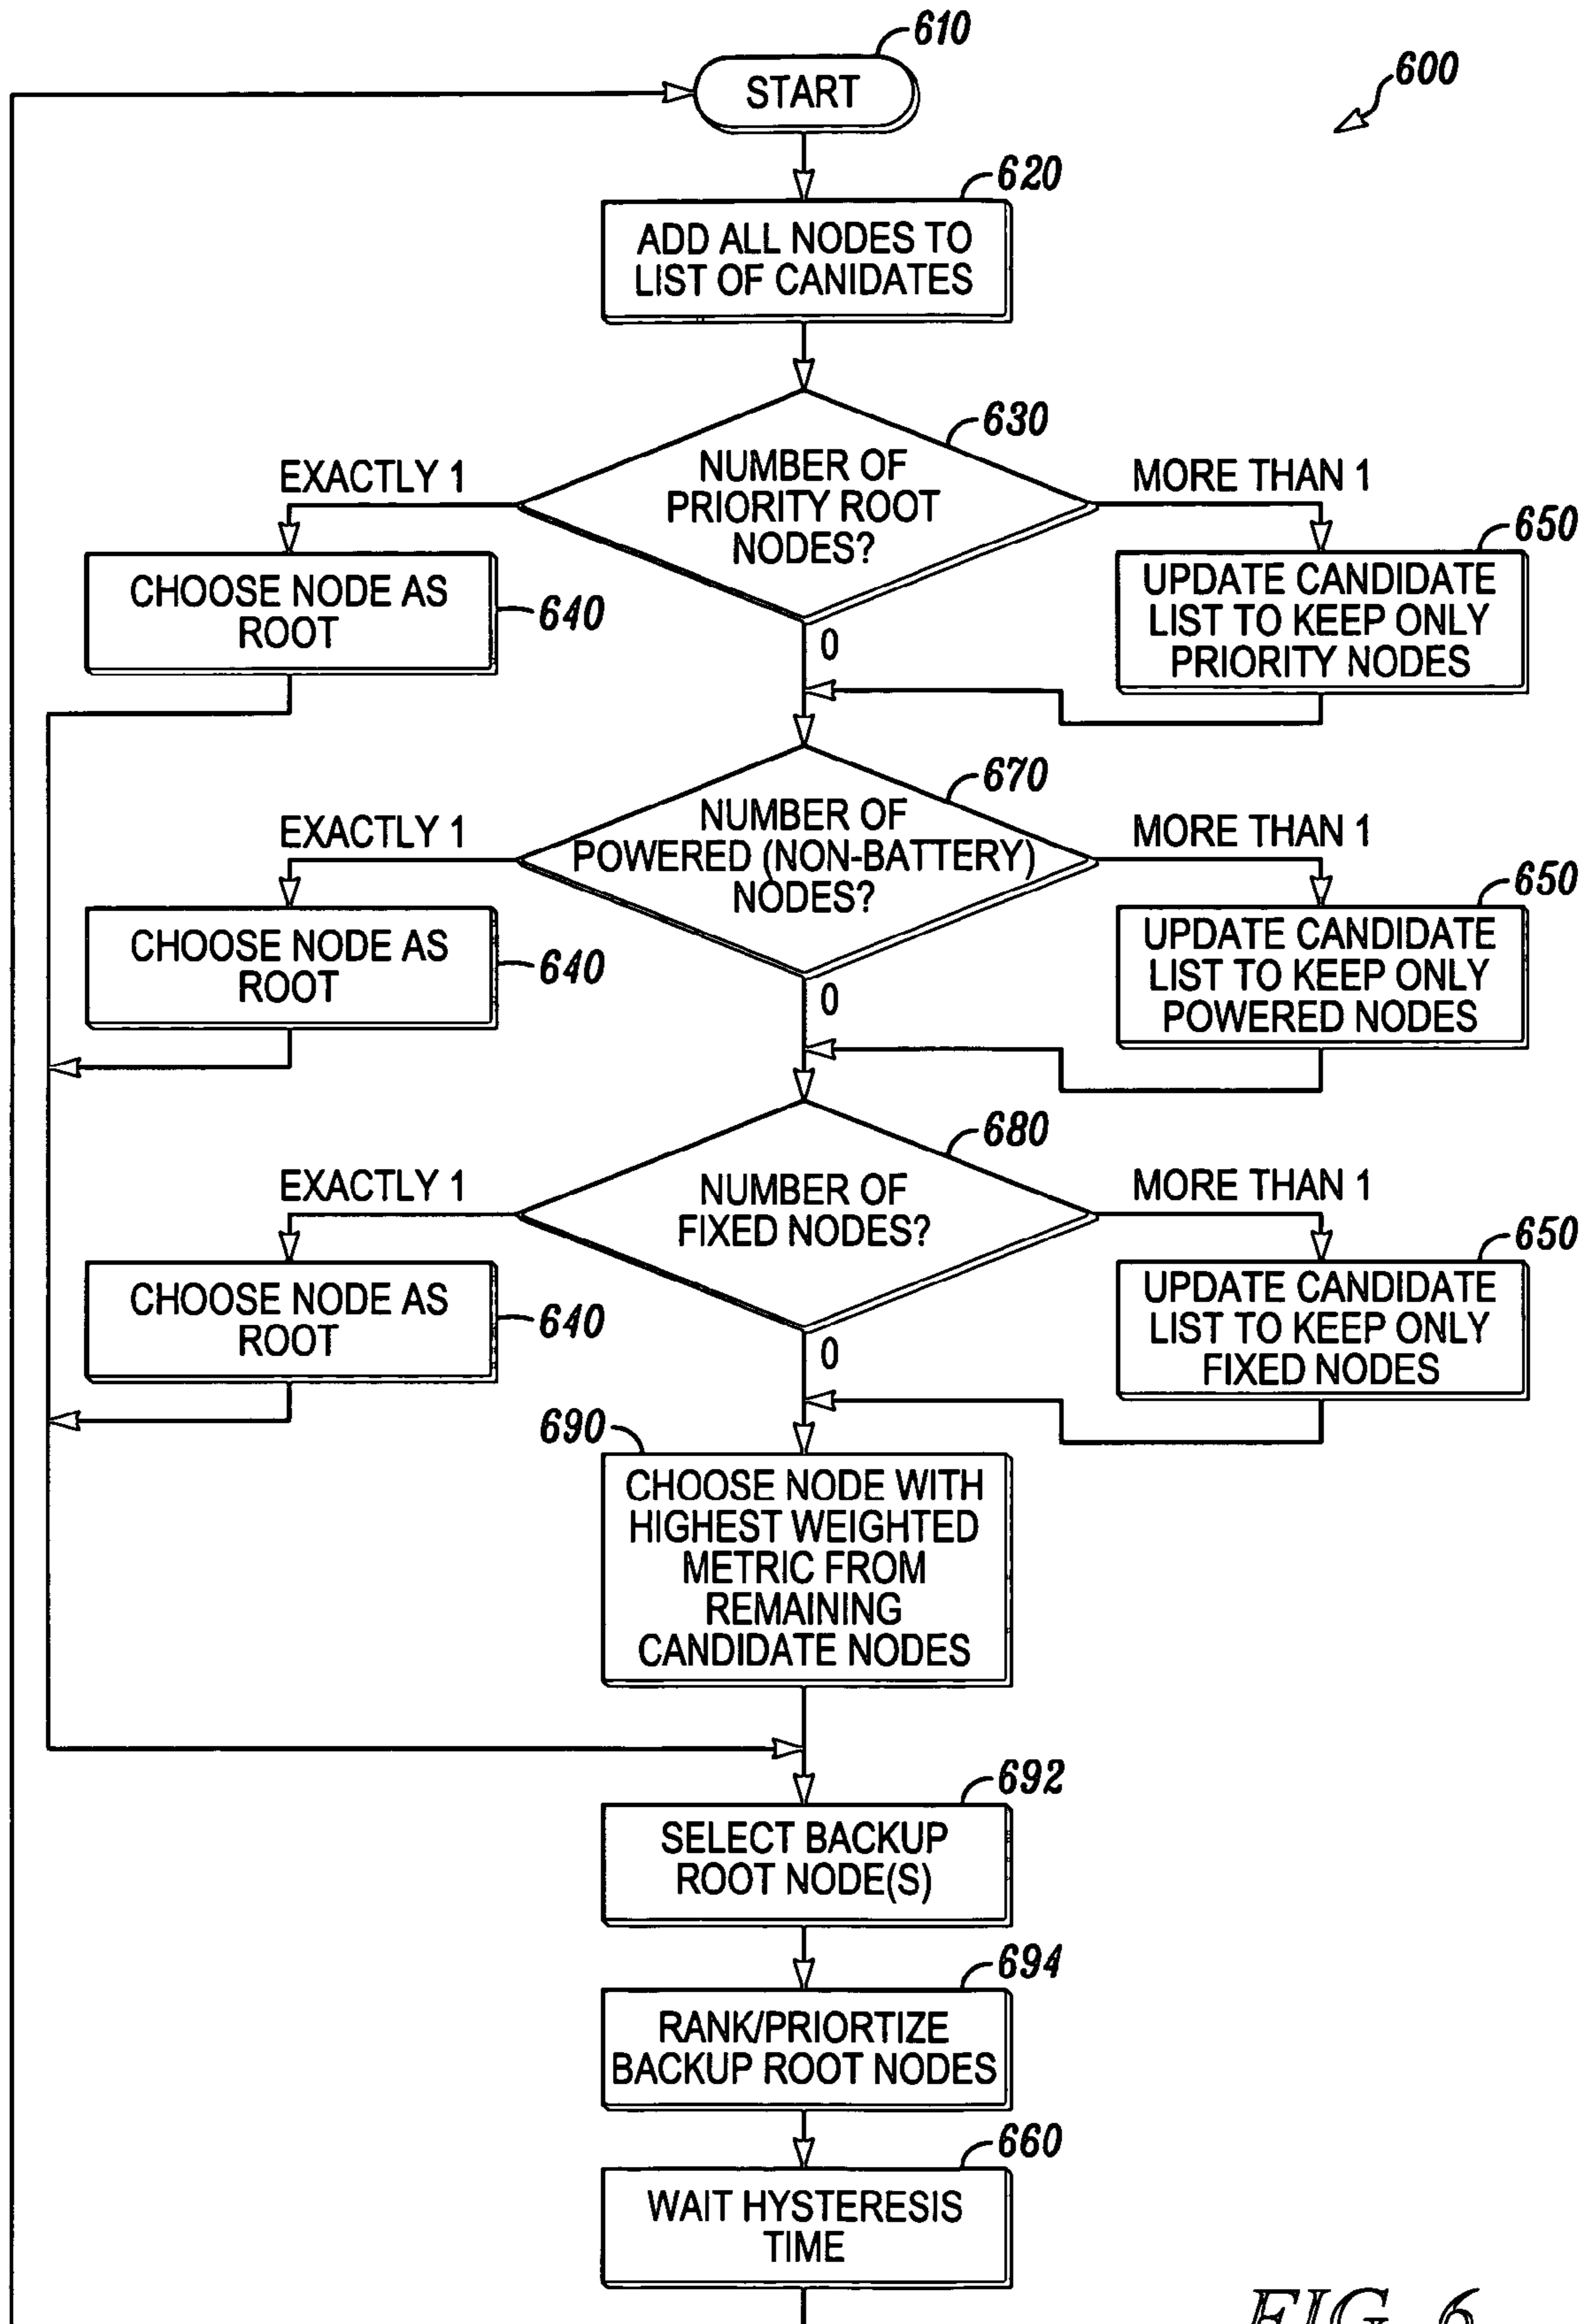 610
START
600
620
ADD ALL NODES TO
LIST OF CANIDATES
630
NUMBER OF
PRIORITY ROOT
NODES?
EXACTLY 1
MORE THAN 1
CHOOSE NODE AS
ROOT
640
650
UPDATE CANDIDATE
LIST TO KEEP ONLY
PRIORITY NODES
0
670
NUMBER OF
POWERED (NON-BATTERY)
NODES?
EXACTLY 1
MORE THAN 1
CHOOSE NODE AS
ROOT
640
650
UPDATE CANDIDATE
LIST TO KEEP ONLY
POWERED NODES
0
680
NUMBER OF
FIXED NODES?
EXACTLY 1
MORE THAN 1
CHOOSE NODE AS
ROOT
640
650
UPDATE CANDIDATE
LIST TO KEEP ONLY
FIXED NODES
0
690
CHOOSE NODE WITH
HIGHEST WEIGHTED
METRIC FROM
REMAINING
CANDIDATE NODES
692
SELECT BACKUP
ROOT NODE(S)
694
RANK/PRIORTIZE
BACKUP ROOT NODES
660
WAIT HYSTERESIS
TIME
FIG. 6